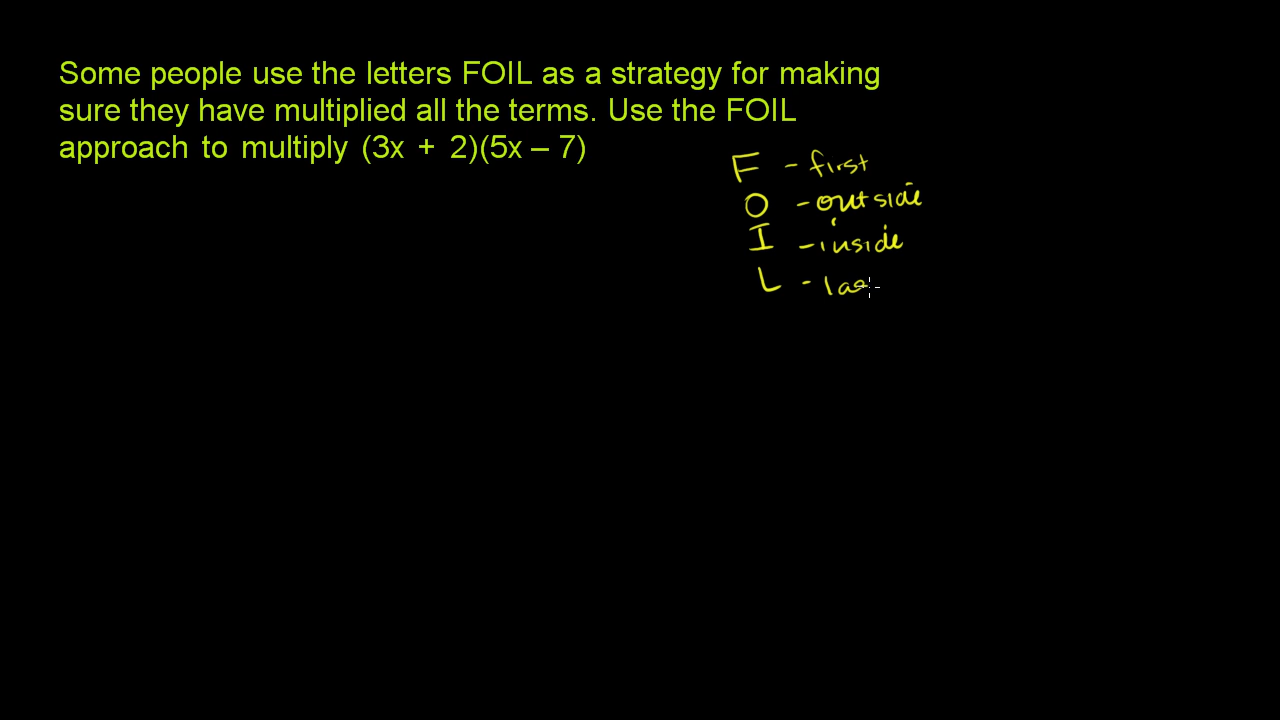 Some people use the letters FOIL as a strategy for making
sure they have multiplied all the terms. Use the FOIL
approach to multiply (3x + 2)(5x – 7)
F - first
O - outside
I - inside
L - las